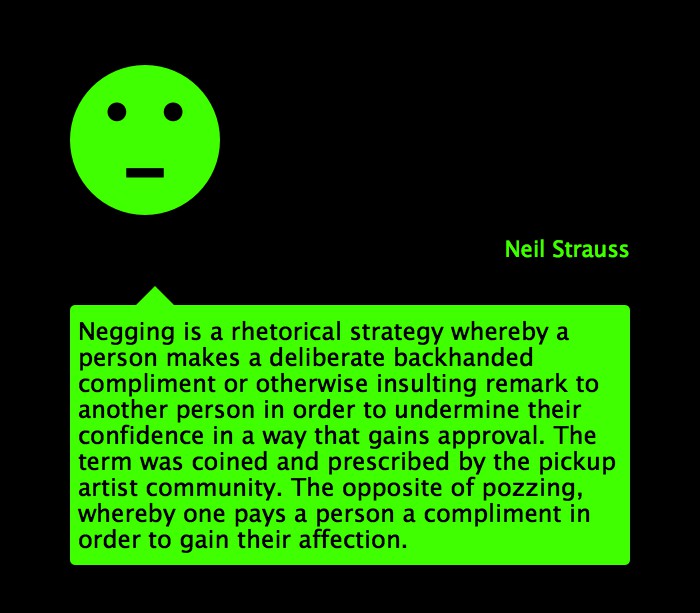 Neil Strauss
Negging is a rhetorical strategy whereby a
person makes a deliberate backhanded
compliment or otherwise insulting remark to
another person in order to undermine their
confidence in a way that gains approval. The
term was coined and prescribed by the pickup
artist community. The opposite of pozzing,
whereby one pays a person a compliment in
order to gain their affection.